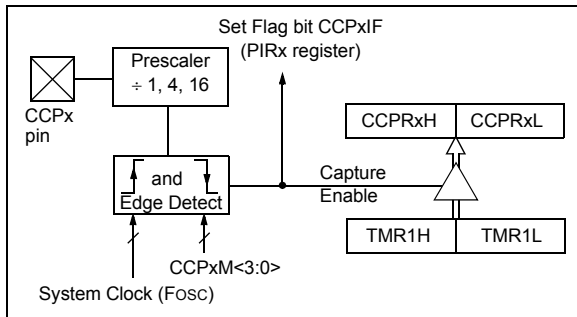 Set Flag bit CCPxIF
(PIRx register)
Prescaler
÷ 1, 4, 16
CCPx
pin
CCPRxH
CCPRxL
and
Edge Detect
Capture
Enable
TMR1H
TMR1L
CCPxM<3:0>
System Clock (FOSC)